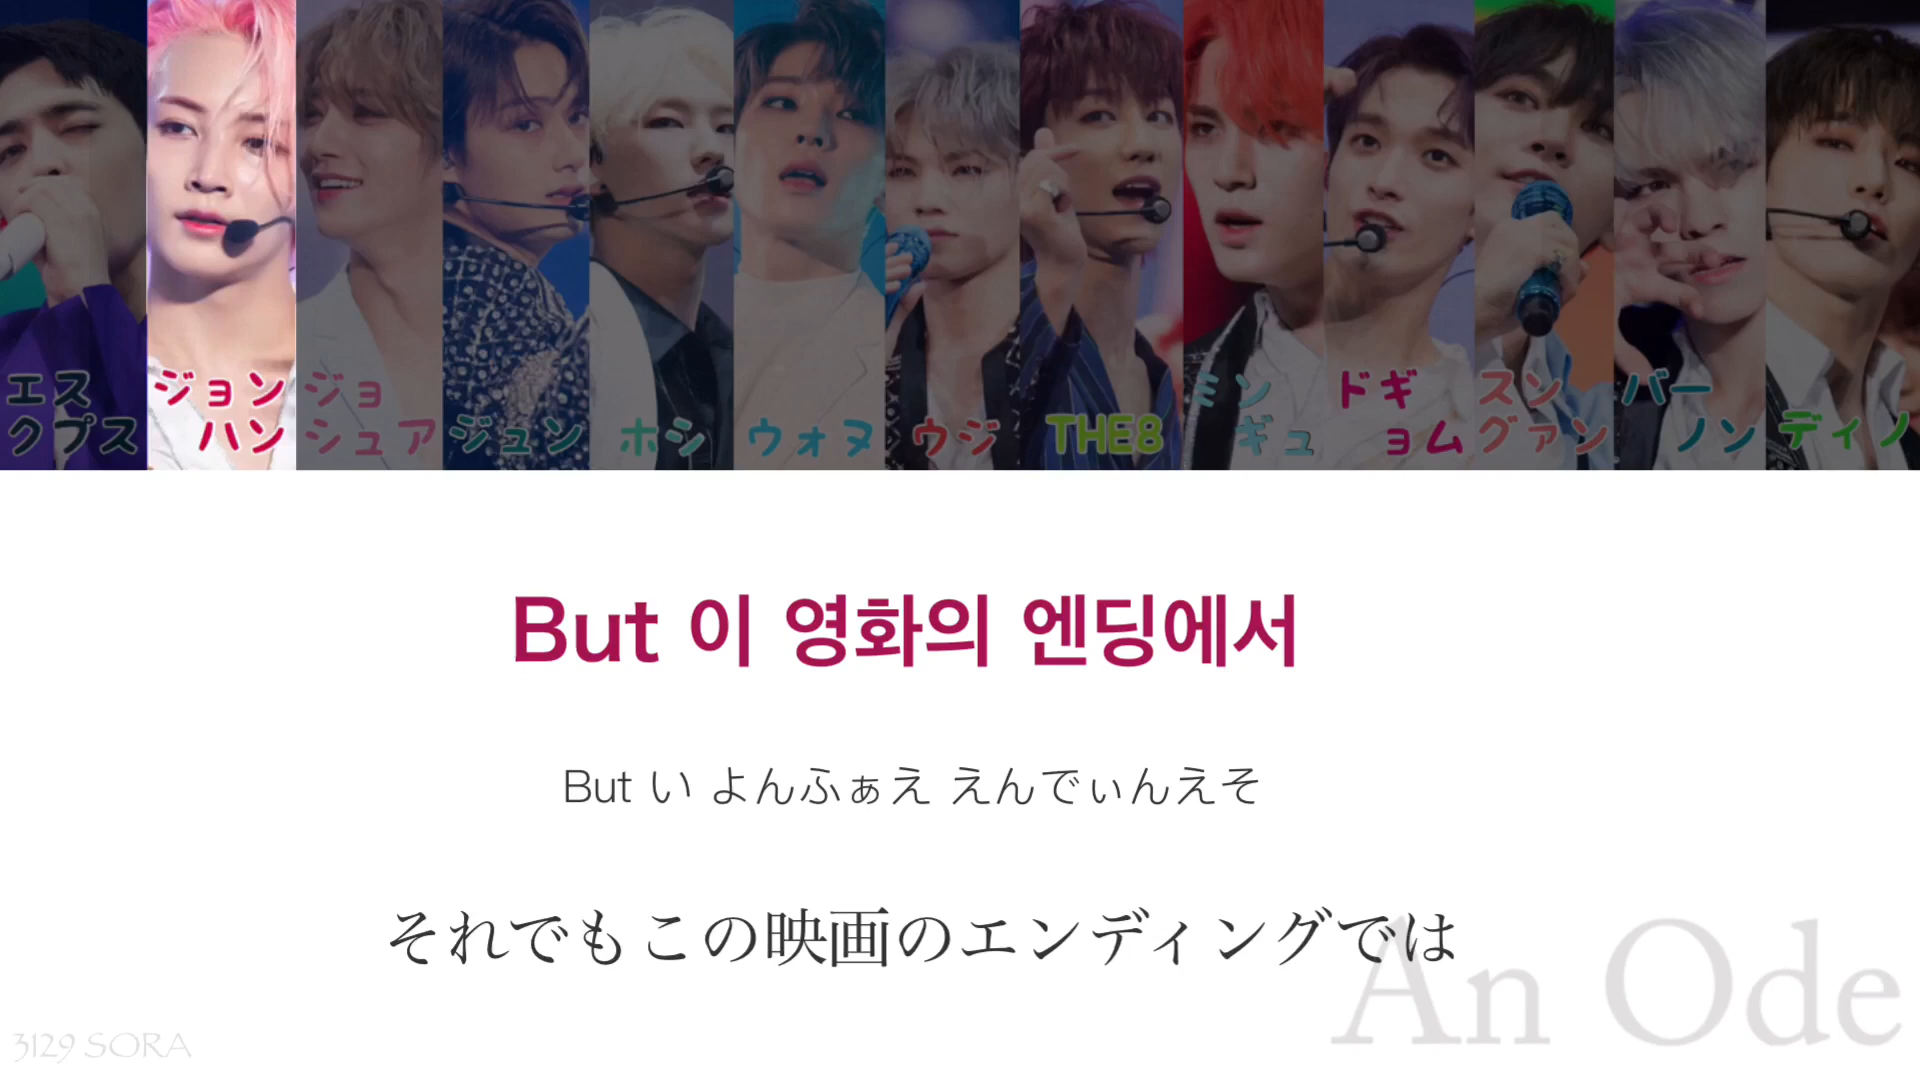 エス
クプス
ジョン
ハン
ジョ
シュア
ジュン
ホシ
ウォヌ
ウジ
THE8
ミン
ギュ
ドギ
ョム
スン
グァン
バー
ノン
ディノ
But 이 영화의 엔딩에서
But い よんふぁえ えんでぃんえそ
それでもこの映画のエンディングでは
An Ode
3129 SORA